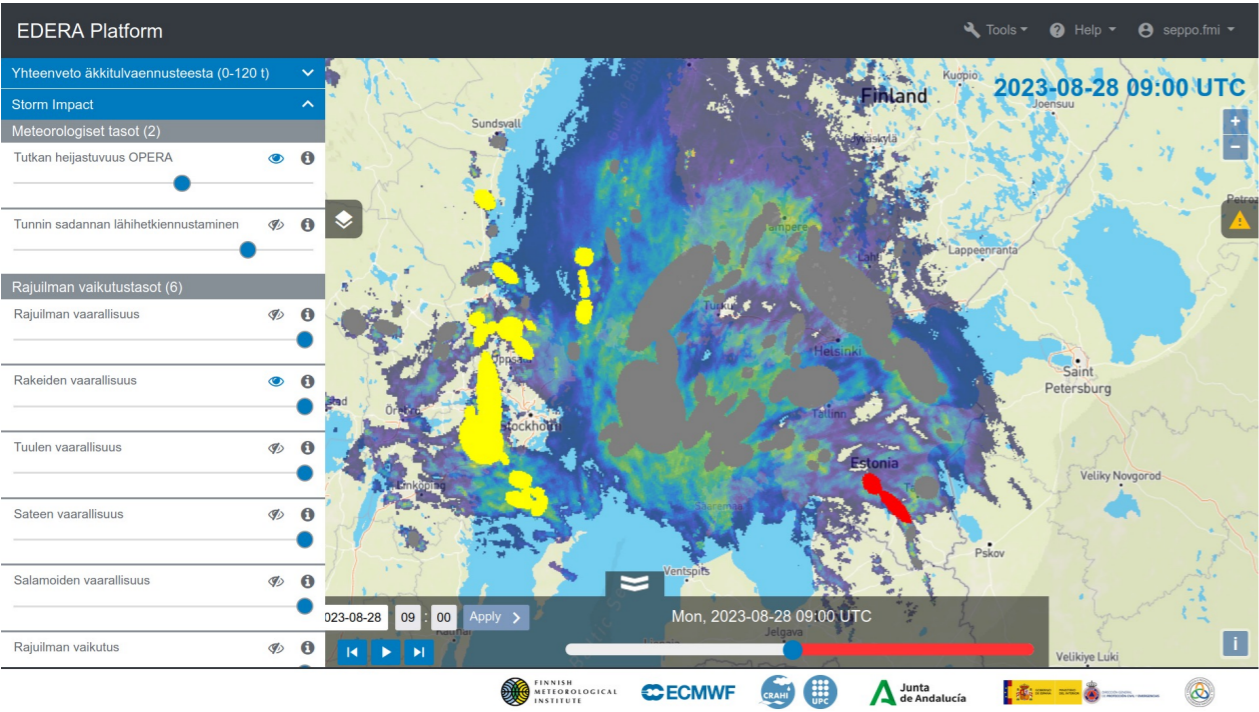 EDERA Platform
Tools
Help
seppo.fmi
Yhteenveto äkkitulvaennusteesta (0-120 t)
Storm Impact
Meteorologiset tasot (2)
Tutkan heijastuvuus OPERA
Tunnin sadannan lähihetkiennustaminen
Rajuilman vaikutustasot (6)
Rajuilman vaarallisuus
Rakeiden vaarallisuus
Tuulen vaarallisuus
Sateen vaarallisuus
Salamoiden vaarallisuus
Rajuilman vaikutus
2023-08-28 09:00 UTC
Kuopio
Finland
Joensuu
Sundsvall
Jyväskylä
Petroz
Tampere
Lahti
Lappeenranta
Turku
Helsinki
Uppsala
Saint
Petersburg
Örebro
Stockholm
Tallinn
Estonia
Linköping
Veliky Novgorod
Saaremaa
Pskov
Ventspils
023-08-28 09 : 00 Apply
Mon, 2023-08-28 09:00 UTC
Jelgava
Velikiye Luki
FINNISH
METEOROLOGICAL
INSTITUTE
ECMWF
CRAHI
UPC
Junta
de Andalucía